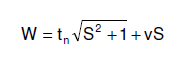 W = tₙ√(S² + 1) + vS